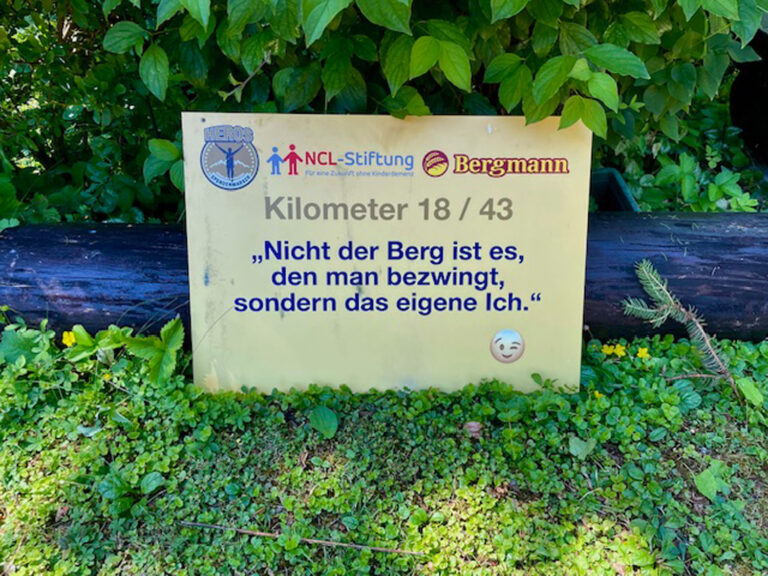 HEROS
SPENDENMARSCH
NCL-Stiftung
Für eine Zukunft ohne Kinderdemenz
Bergmann
Kilometer 18 / 43
„Nicht der Berg ist es,
den man bezwingt,
sondern das eigene Ich.“